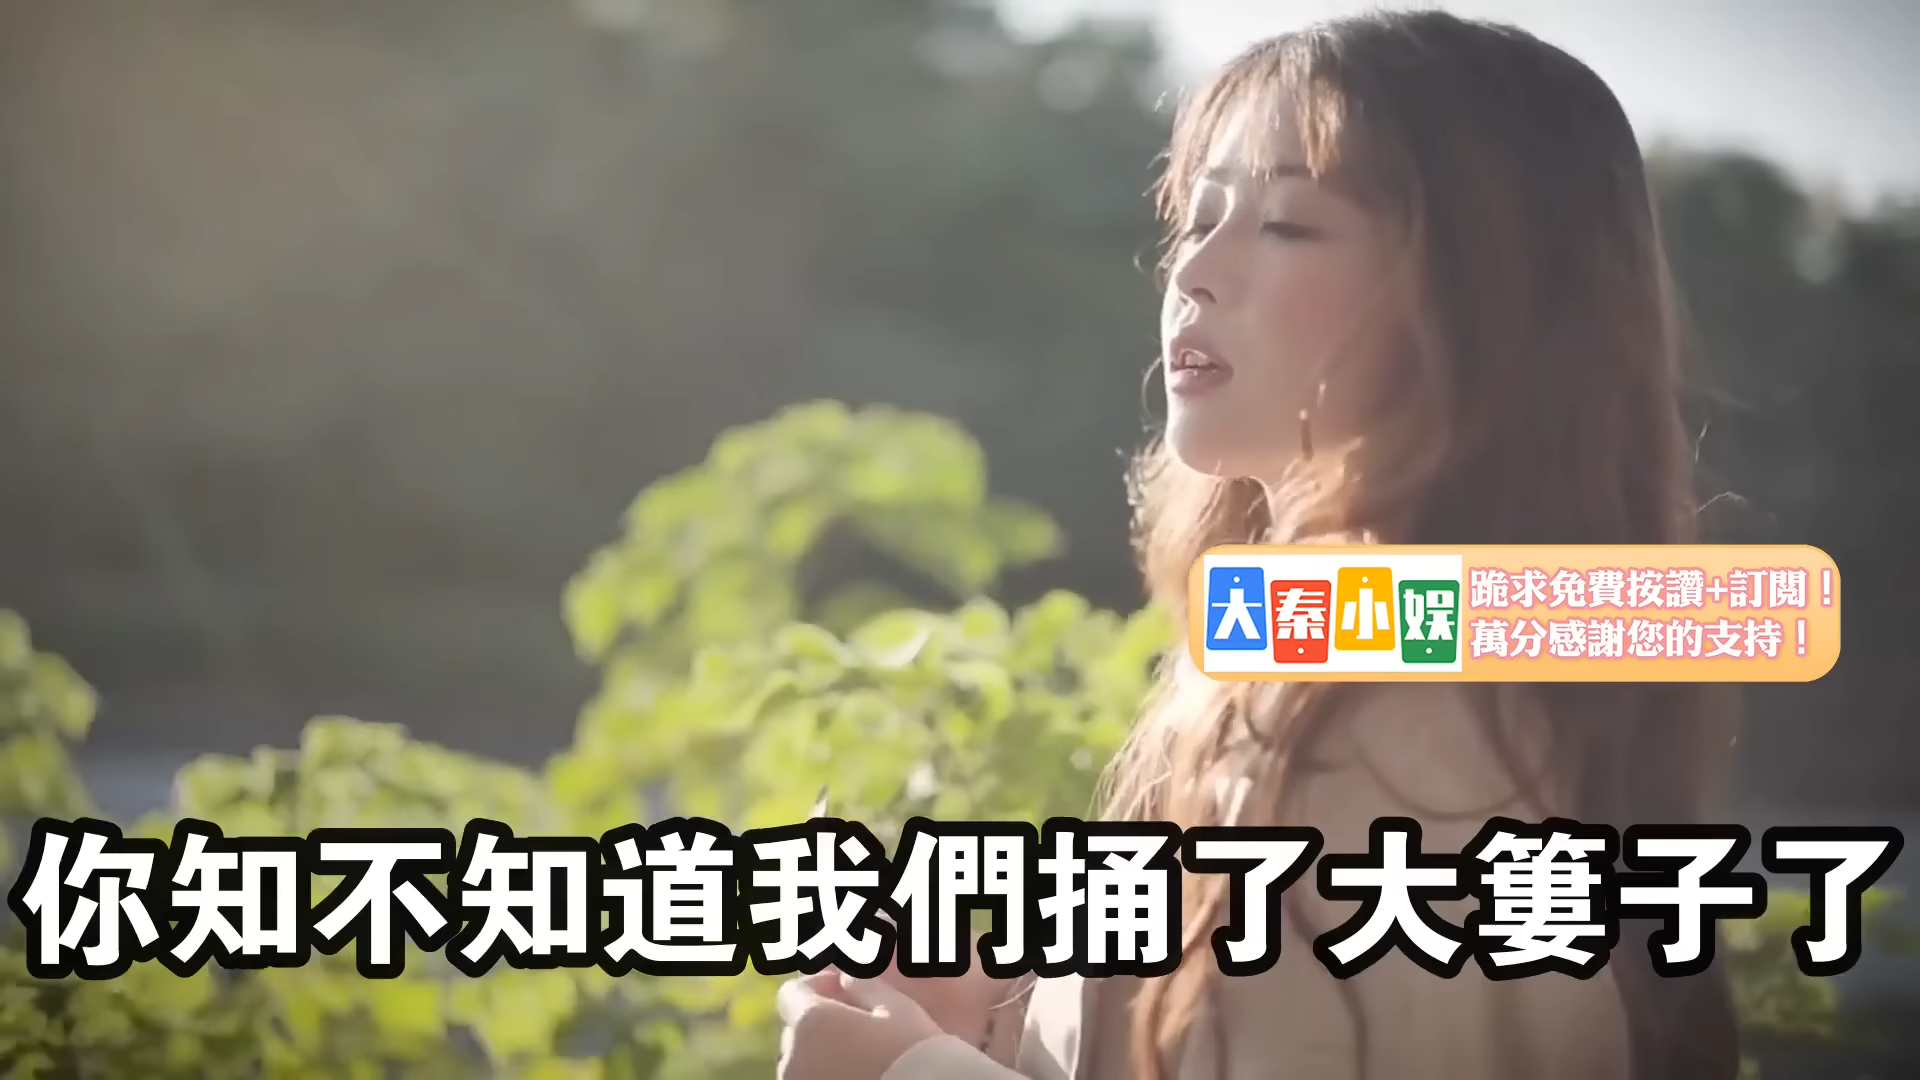 大秦小娱
跪求免費按讚+訂閱！
萬分感謝您的支持！
你知不知道我們捅了大簍子了